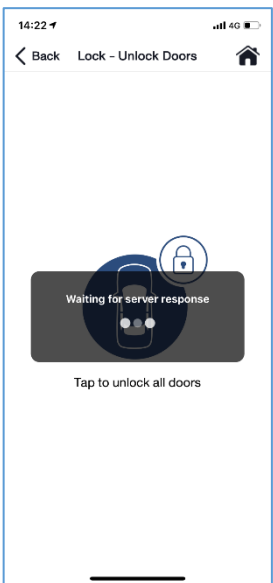 14:22 4G
Back Lock - Unlock Doors
Waiting for server response
Tap to unlock all doors